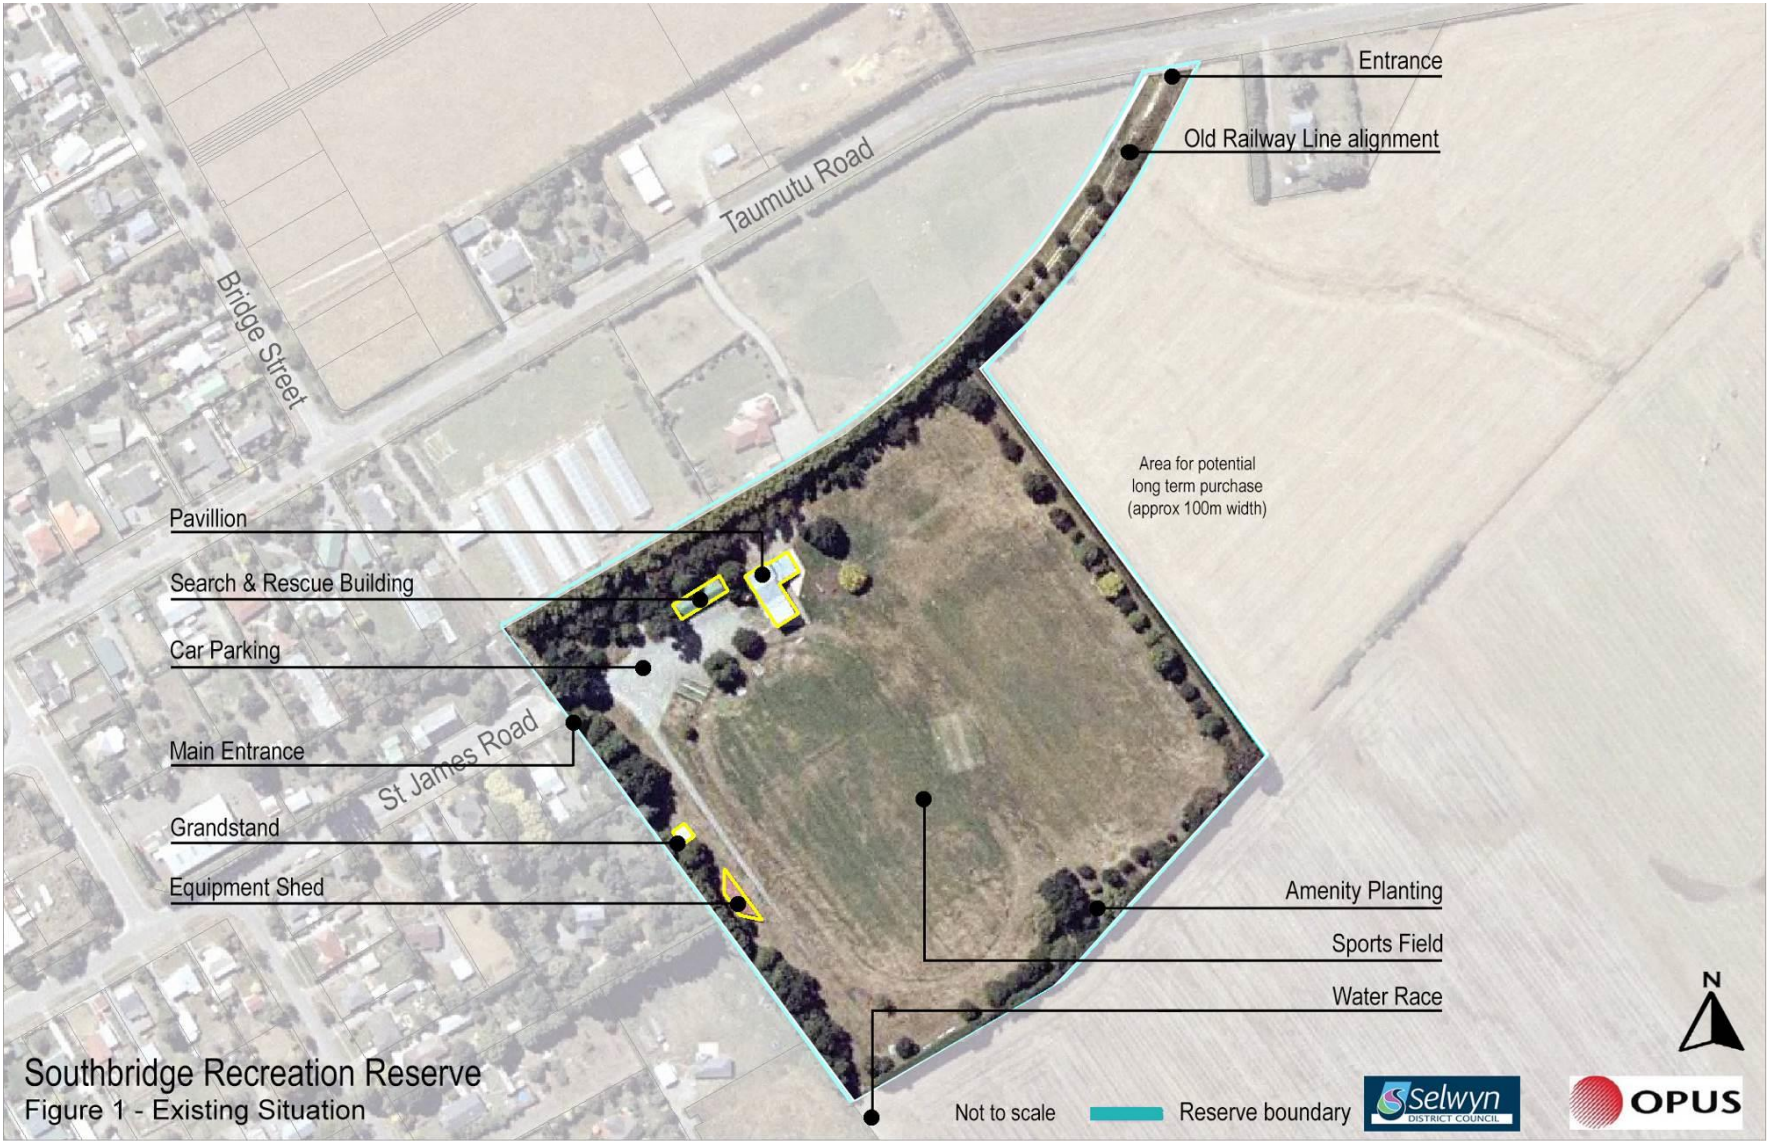 Entrance
Old Railway Line alignment
Taumutu Road
Bridge Street
Area for potential
long term purchase
(approx 100m width)
Pavillion
Search & Rescue Building
Car Parking
Main Entrance
St James Road
Grandstand
Equipment Shed
Amenity Planting
Sports Field
Water Race
N
Southbridge Recreation Reserve
Figure 1 - Existing Situation
Not to scale
Reserve boundary
Selwyn
DISTRICT COUNCIL
OPUS